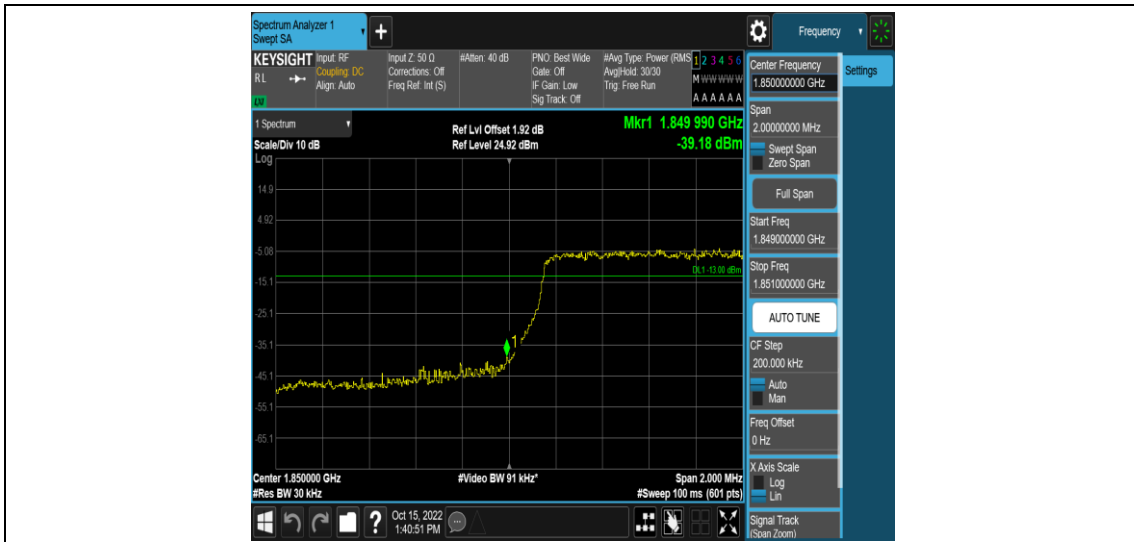 Spectrum Analyzer 1
Swept SA
Frequency
KEYSIGHT
RL
LXI
Input: RF
Coupling: DC
Align: Auto
Input Z: 50 Ω
Corrections: Off
Freq Ref: Int (S)
#Atten: 40 dB
PNO: Best Wide
Gate: Off
IF Gain: Low
Sig Track: Off
#Avg Type: Power (RMS
Avg|Hold: 30/30
Trig: Free Run
1 2 3 4 5 6
M W W W W W
A A A A A A
Center Frequency
1.850000000 GHz
Settings
Span
2.00000000 MHz
Swept Span
Zero Span
Full Span
Start Freq
1.849000000 GHz
Stop Freq
1.851000000 GHz
AUTO TUNE
CF Step
200.000 kHz
Auto
Man
Freq Offset
0 Hz
X Axis Scale
Log
Lin
Signal Track
(Span Zoom)
1 Spectrum
Scale/Div 10 dB
Log
Ref Lvl Offset 1.92 dB
Ref Level 24.92 dBm
Mkr1 1.849 990 GHz
-39.18 dBm
14.9
4.92
-5.08
DL1 -13.00 dBm
-15.1
-25.1
-35.1
1
-45.1
-55.1
-65.1
Center 1.850000 GHz
#Res BW 30 kHz
#Video BW 91 kHz*
Span 2.000 MHz
#Sweep 100 ms (601 pts)
Oct 15, 2022
1:40:51 PM